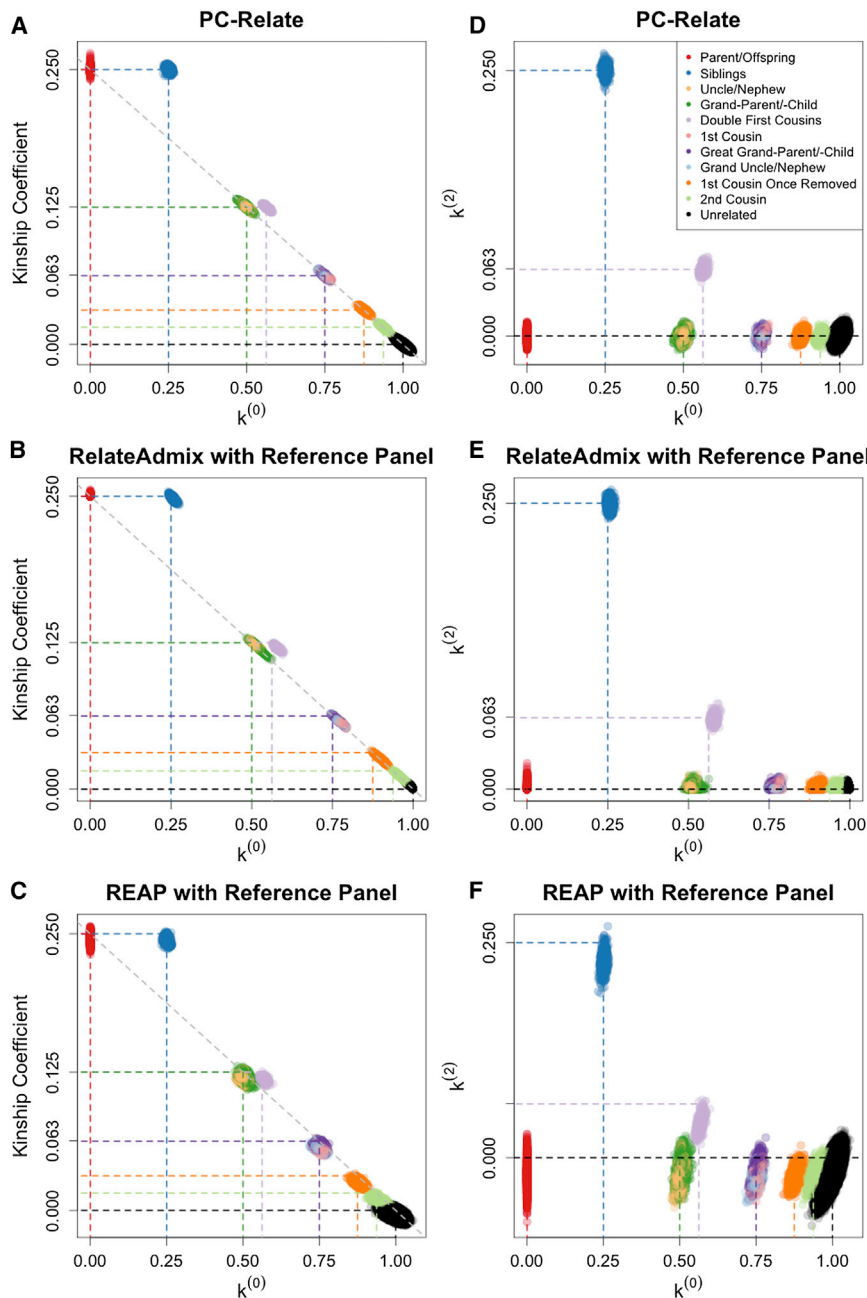 A
PC-Relate
Kinship Coefficient
0.250
0.125
0.063
0.000
0.00 0.25 0.50 0.75 1.00
k(0)
D
PC-Relate
k(2)
0.250
0.063
0.000
0.00 0.25 0.50 0.75 1.00
k(0)
Parent/Offspring
Siblings
Uncle/Nephew
Grand-Parent/-Child
Double First Cousins
1st Cousin
Great Grand-Parent/-Child
Grand Uncle/Nephew
1st Cousin Once Removed
2nd Cousin
Unrelated
B
RelateAdmix with Reference Panel
Kinship Coefficient
0.250
0.125
0.063
0.000
0.00 0.25 0.50 0.75 1.00
k(0)
E
RelateAdmix with Reference Panel
k(2)
0.250
0.063
0.000
0.00 0.25 0.50 0.75 1.00
k(0)
C
REAP with Reference Panel
Kinship Coefficient
0.250
0.125
0.063
0.000
0.00 0.25 0.50 0.75 1.00
k(0)
F
REAP with Reference Panel
k(2)
0.250
0.000
0.00 0.25 0.50 0.75 1.00
k(0)